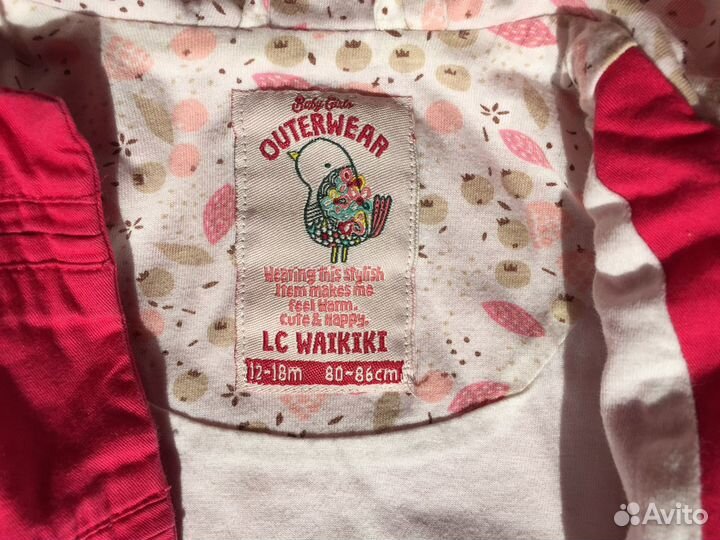 Baby Girls
OUTERWEAR
Wearing this stylish
Item makes me
feel Warm.
Cute & Happy.
LC WAIKIKI
12-18m 80-86cm
Avito